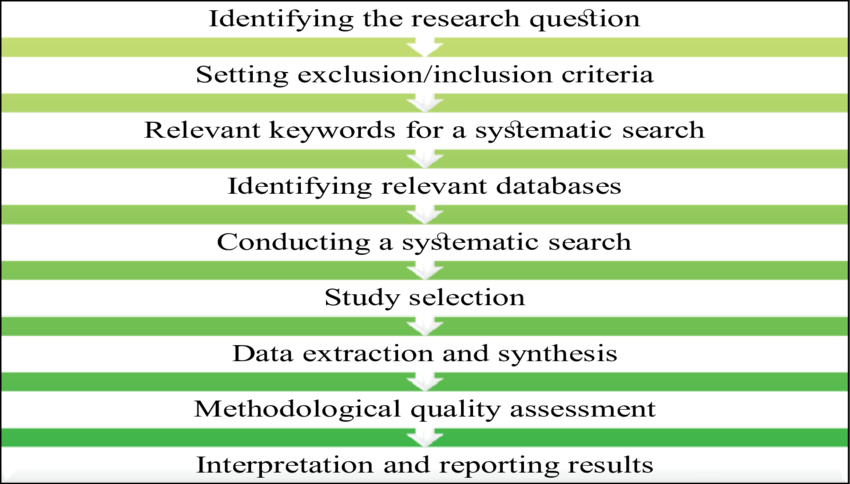 Identifying the research question
Setting exclusion/inclusion criteria
Relevant keywords for a systematic search
Identifying relevant databases
Conducting a systematic search
Study selection
Data extraction and synthesis
Methodological quality assessment
Interpretation and reporting results